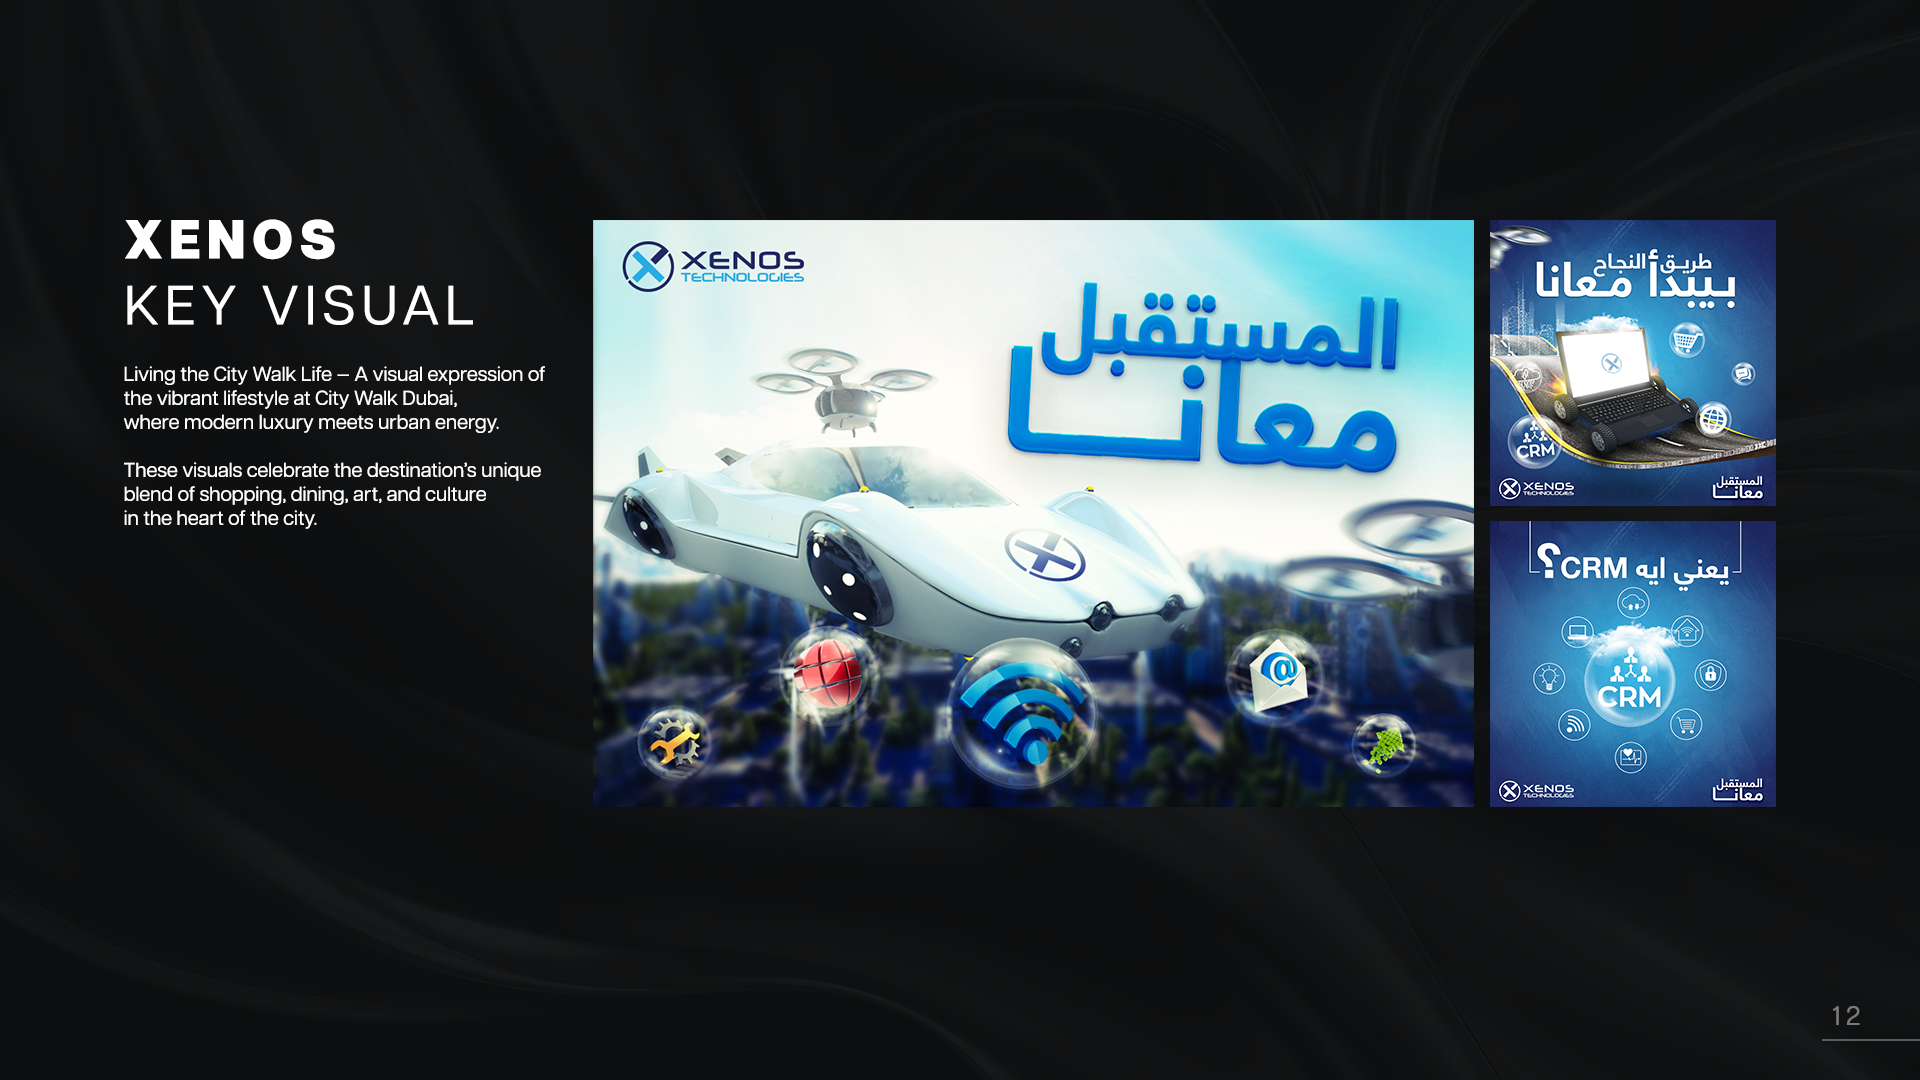 XENOS
KEY VISUAL
Living the City Walk Life – A visual expression of
the vibrant lifestyle at City Walk Dubai,
where modern luxury meets urban energy.
These visuals celebrate the destination's unique
blend of shopping, dining, art, and culture
in the heart of the city.
XENOS
TECHNOLOGIES
المستقبل
معانا
طريق النجاح
بيبدأ معانا
CRM
XENOS
TECHNOLOGIES
المستقبل
معانا
يعني ايه CRM؟
CRM
XENOS
TECHNOLOGIES
المستقبل
معانا
12